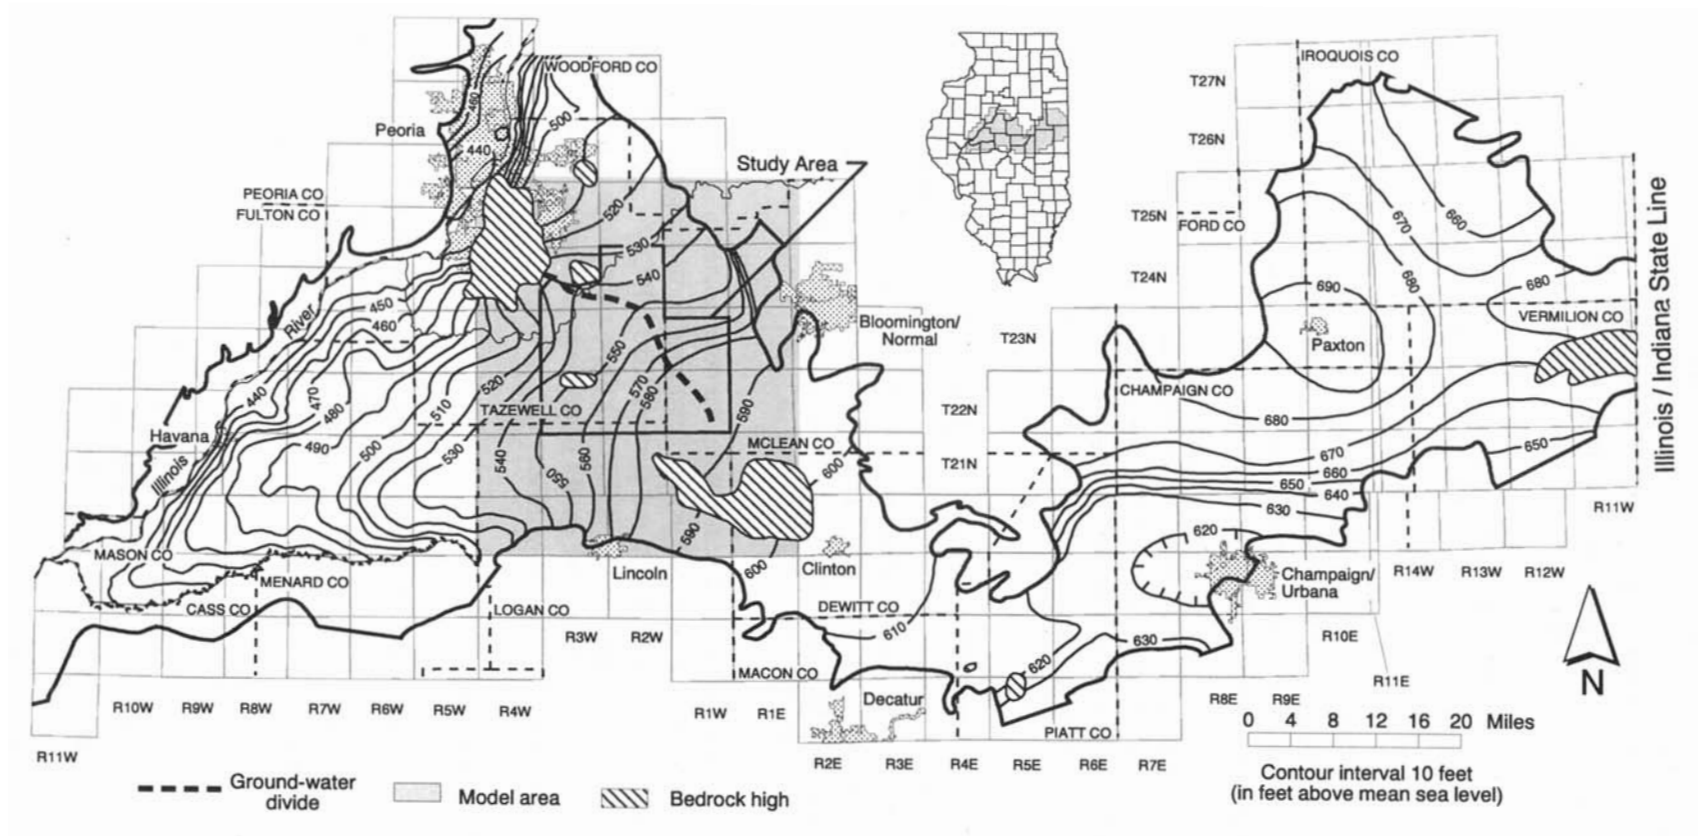 WOODFORD CO
IROQUOIS CO
T27N
460
500
Peoria
440
T26N
Study Area
PEORIA CO
FULTON CO
520
T25N
FORD CO
670
660
530
540
T24N
690
680
680
450
460
River
VERMILION CO
Bloomington/
Normal
T23N
Paxton
550
CHAMPAIGN CO
440
470
480
520
510
570
580
590
TAZEWELL CO
T22N
680
Havana
490
500
530
540
550
560
MCLEAN CO
600
T21N
670
660
650
640
630
650
Illinois
R11W
590
620
MASON CO
MENARD CO
CASS CO
LOGAN CO
Lincoln
600
Clinton
DEWITT CO
610
Champaign/
Urbana
R14W
R13W
R12W
R3W
R2W
620
630
R10E
MACON CO
Decatur
PIATT CO
R11E
R10W
R9W
R8W
R7W
R6W
R5W
R4W
R1W
R1E
R8E
R9E
R11W
R2E
R3E
R4E
R5E
R6E
R7E
Illinois / Indiana State Line
N
0 4 8 12 16 20 Miles
Contour interval 10 feet
(in feet above mean sea level)
Ground-water
divide
Model area
Bedrock high